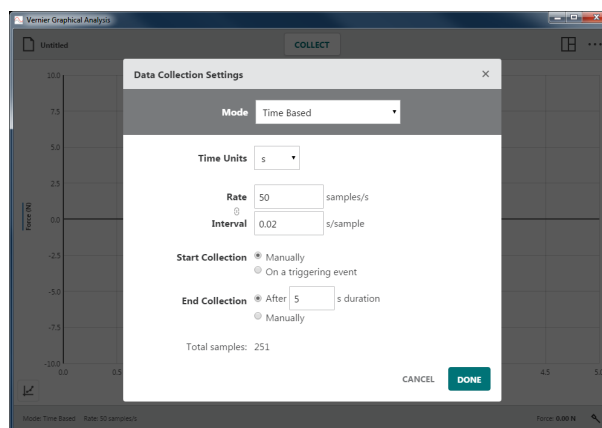 Vernier Graphical Analysis
Untitled
COLLECT
Data Collection Settings
Mode Time Based
Time Units s
Rate 50 samples/s
Interval 0.02 s/sample
Start Collection Manually
On a triggering event
End Collection After 5 s duration
Manually
Total samples: 251
CANCEL DONE
Force (N)
10.0
7.5
5.0
2.5
0.0
-2.5
-5.0
-7.5
-10.0
0.0 0.5 4.5 5.0
Mode: Time Based Rate: 50 samples/s Force: 0.00 N